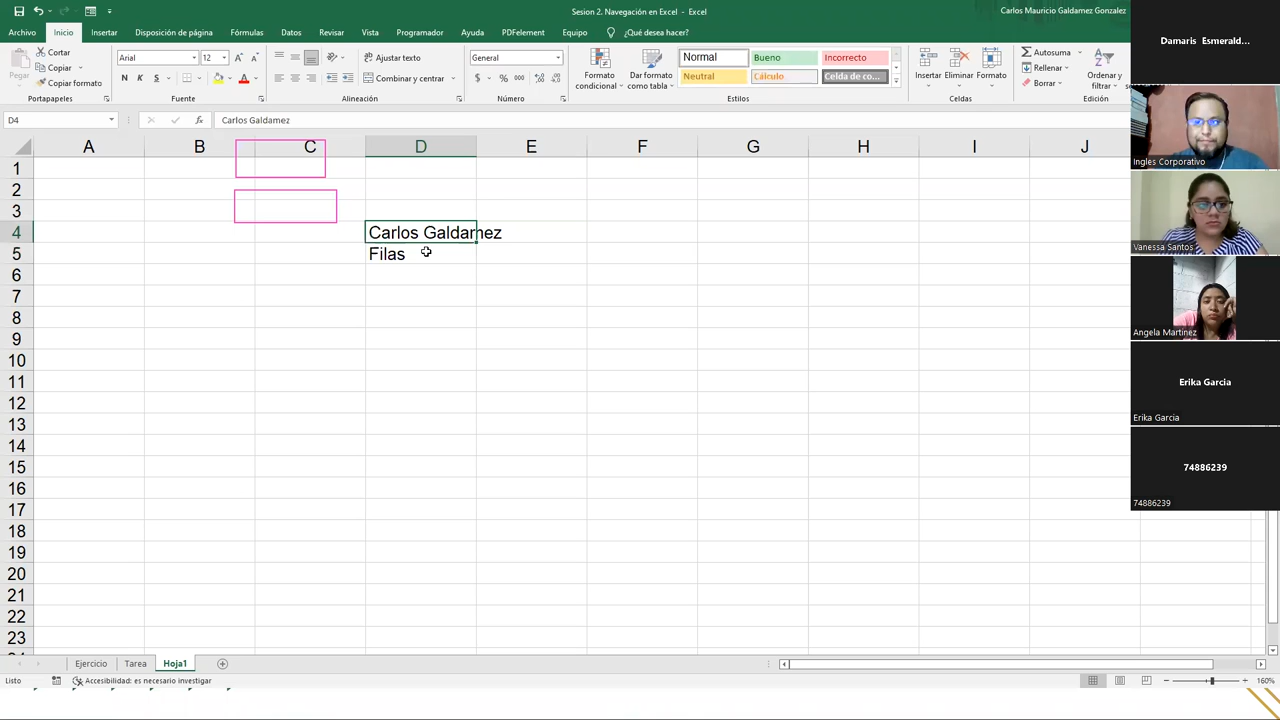 Sesion 2. Navegación en Excel - Excel
Carlos Mauricio Galdamez Gonzalez
Archivo Inicio Insertar Disposición de página Fórmulas Datos Revisar Vista Programador Ayuda PDFelement Equipo ¿Qué desea hacer?
Pegar
Cortar
Copiar
Copiar formato
Portapapeles
Arial 12
N K S
Fuente
Ajustar texto
Combinar y centrar
Alineación
General
$ % 000
Número
Formato condicional
Dar formato como tabla
Normal Bueno Incorrecto
Neutral Cálculo Celda de co...
Estilos
Insertar Eliminar Formato
Celdas
Autosuma
Rellenar
Borrar
Ordenar y filtrar
Edición
D4
fx
Carlos Galdamez
A B C D E F G H I J
1
2
3
4 Carlos Galdamez
5 Filas
6
7
8
9
10
11
12
13
14
15
16
17
18
19
20
21
22
23
Ejercicio Tarea Hoja1
Listo
Accesibilidad: es necesario investigar
160%
Damaris Esmerald...
Ingles Corporativo
Vanessa Santos
Angela Martinez
Erika Garcia
Erika Garcia
74886239
74886239